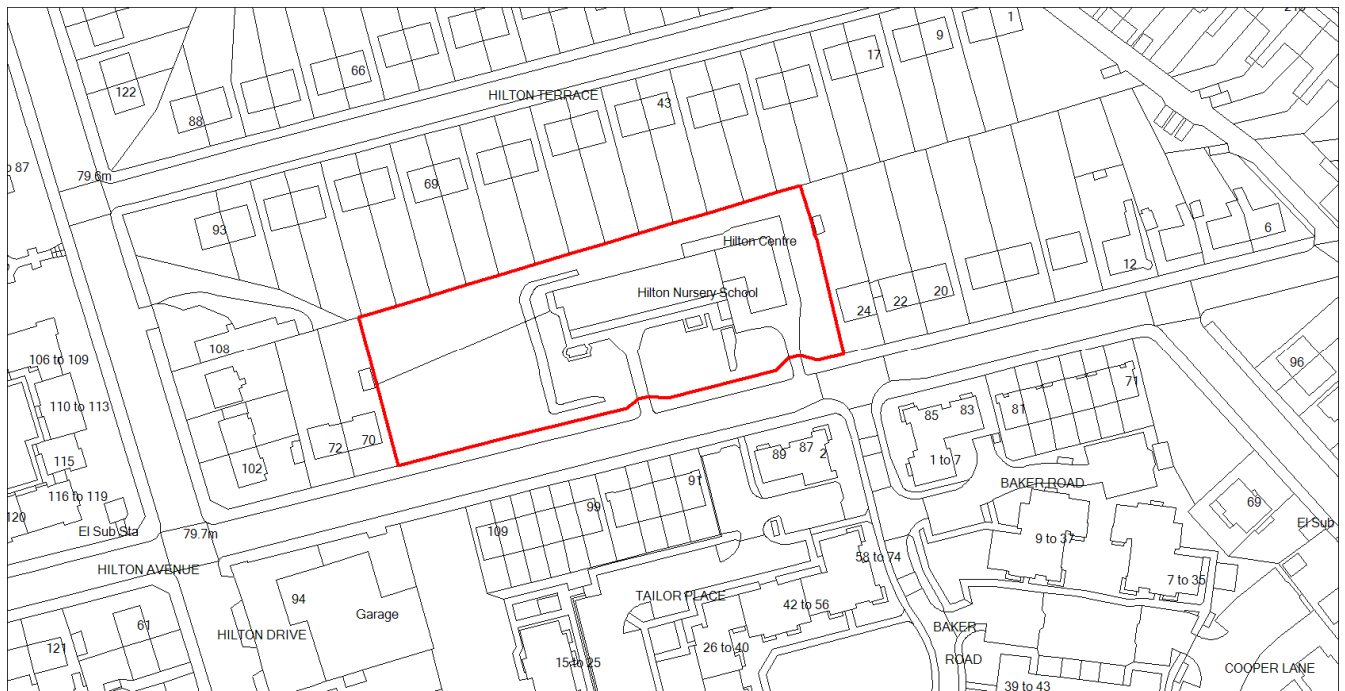 1
9
17
66
122
88
HILTON TERRACE
43
79.6m
69
93
Hilton Centre
6
12
Hilton Nursery School
20
22
24
108
106 to 109
96
110 to 113
71
85
83
81
70
72
89
87
2
115
102
1 to 7
91
BAKER ROAD
116 to 119
99
69
120
El Sub Sta
79.7m
109
El Sub
9 to 37
58 to 74
HILTON AVENUE
7 to 35
94
TAILOR PLACE
42 to 56
Garage
61
HILTON DRIVE
BAKER
121
26 to 40
15 to 25
ROAD
COOPER LANE
39 to 43